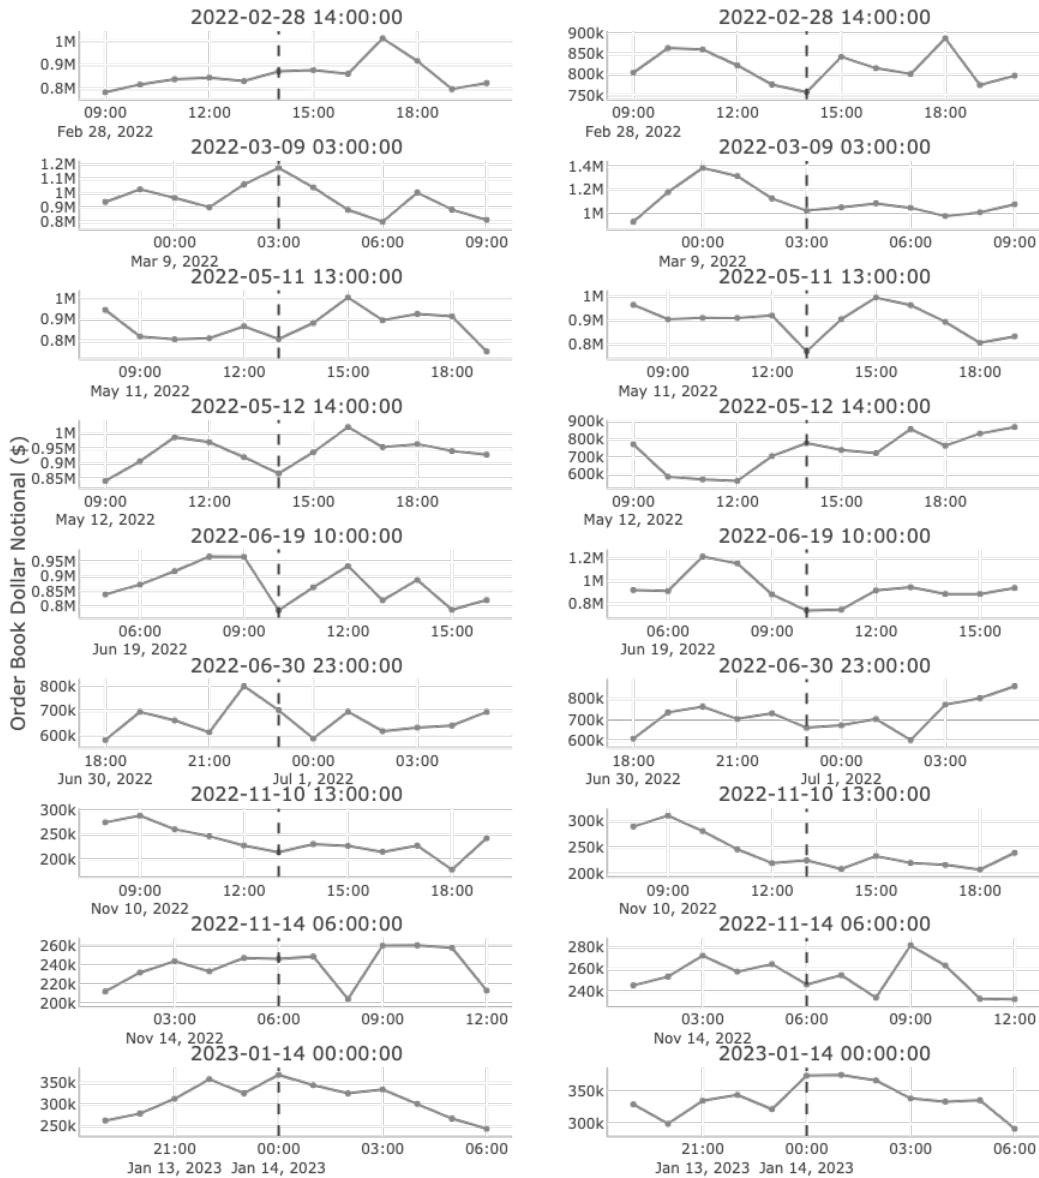 Order Book Dollar Notional ($)
2022-02-28 14:00:00
1M
0.9M
0.8M
09:00 12:00 15:00 18:00
Feb 28, 2022
2022-02-28 14:00:00
900k
850k
800k
750k
09:00 12:00 15:00 18:00
Feb 28, 2022
2022-03-09 03:00:00
1.2M
1.1M
1M
0.9M
0.8M
00:00 03:00 06:00 09:00
Mar 9, 2022
2022-03-09 03:00:00
1.4M
1.2M
1M
00:00 03:00 06:00 09:00
Mar 9, 2022
2022-05-11 13:00:00
1M
0.9M
0.8M
09:00 12:00 15:00 18:00
May 11, 2022
2022-05-11 13:00:00
1M
0.9M
0.8M
09:00 12:00 15:00 18:00
May 11, 2022
2022-05-12 14:00:00
1M
0.95M
0.9M
0.85M
09:00 12:00 15:00 18:00
May 12, 2022
2022-05-12 14:00:00
900k
800k
700k
600k
09:00 12:00 15:00 18:00
May 12, 2022
2022-06-19 10:00:00
0.95M
0.9M
0.85M
0.8M
06:00 09:00 12:00 15:00
Jun 19, 2022
2022-06-19 10:00:00
1.2M
1M
0.8M
06:00 09:00 12:00 15:00
Jun 19, 2022
2022-06-30 23:00:00
800k
700k
600k
18:00 21:00 00:00 03:00
Jun 30, 2022 Jul 1, 2022
2022-06-30 23:00:00
800k
700k
600k
18:00 21:00 00:00 03:00
Jun 30, 2022 Jul 1, 2022
2022-11-10 13:00:00
300k
250k
200k
09:00 12:00 15:00 18:00
Nov 10, 2022
2022-11-10 13:00:00
300k
250k
200k
09:00 12:00 15:00 18:00
Nov 10, 2022
2022-11-14 06:00:00
260k
240k
220k
200k
03:00 06:00 09:00 12:00
Nov 14, 2022
2022-11-14 06:00:00
280k
260k
240k
03:00 06:00 09:00 12:00
Nov 14, 2022
2023-01-14 00:00:00
350k
300k
250k
21:00 00:00 03:00 06:00
Jan 13, 2023 Jan 14, 2023
2023-01-14 00:00:00
350k
300k
21:00 00:00 03:00 06:00
Jan 13, 2023 Jan 14, 2023